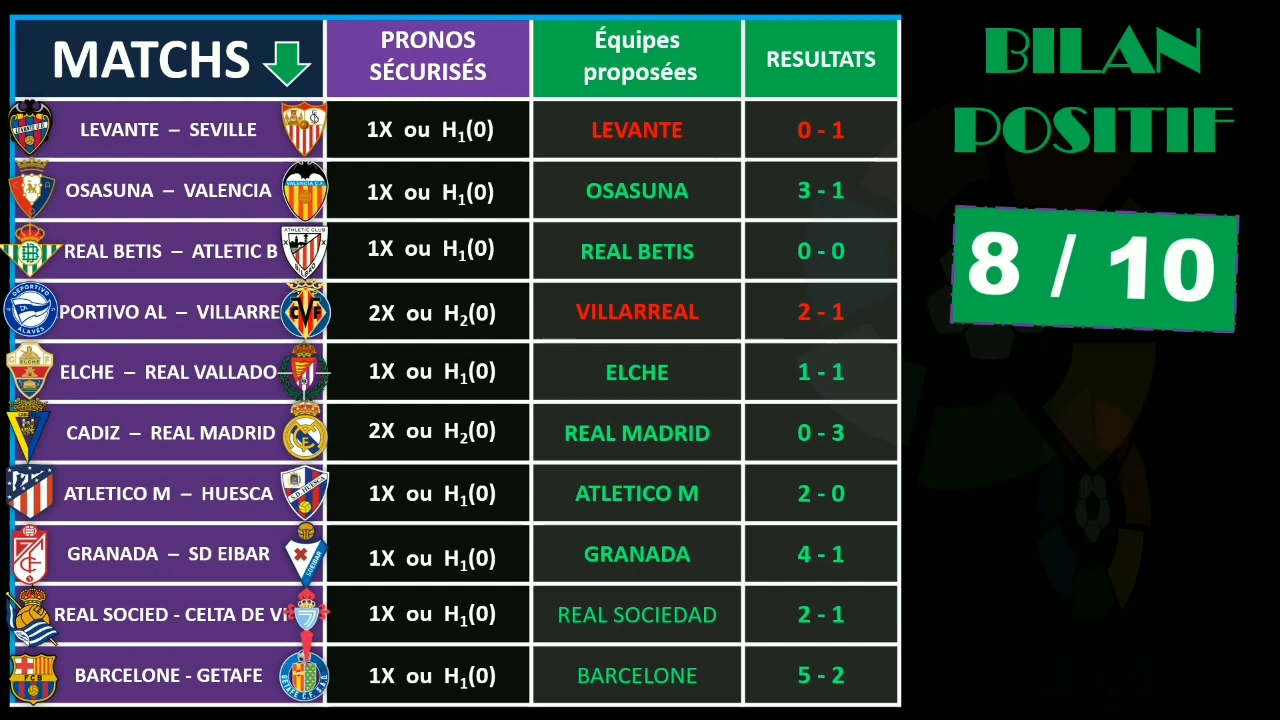 MATCHS
PRONOS
SÉCURISÉS
Équipes
proposées
RESULTATS
BILAN
POSITIF
8 / 10
LEVANTE – SEVILLE
1X ou H1(0)
LEVANTE
0 - 1
OSASUNA – VALENCIA
1X ou H1(0)
OSASUNA
3 - 1
REAL BETIS – ATLETIC B
1X ou H1(0)
REAL BETIS
0 - 0
PORTIVO AL – VILLARRE
2X ou H2(0)
VILLARREAL
2 - 1
ELCHE – REAL VALLADO
1X ou H1(0)
ELCHE
1 - 1
CADIZ – REAL MADRID
2X ou H2(0)
REAL MADRID
0 - 3
ATLETICO M – HUESCA
1X ou H1(0)
ATLETICO M
2 - 0
GRANADA – SD EIBAR
1X ou H1(0)
GRANADA
4 - 1
REAL SOCIED - CELTA DE VI
1X ou H1(0)
REAL SOCIEDAD
2 - 1
BARCELONE - GETAFE
1X ou H1(0)
BARCELONE
5 - 2